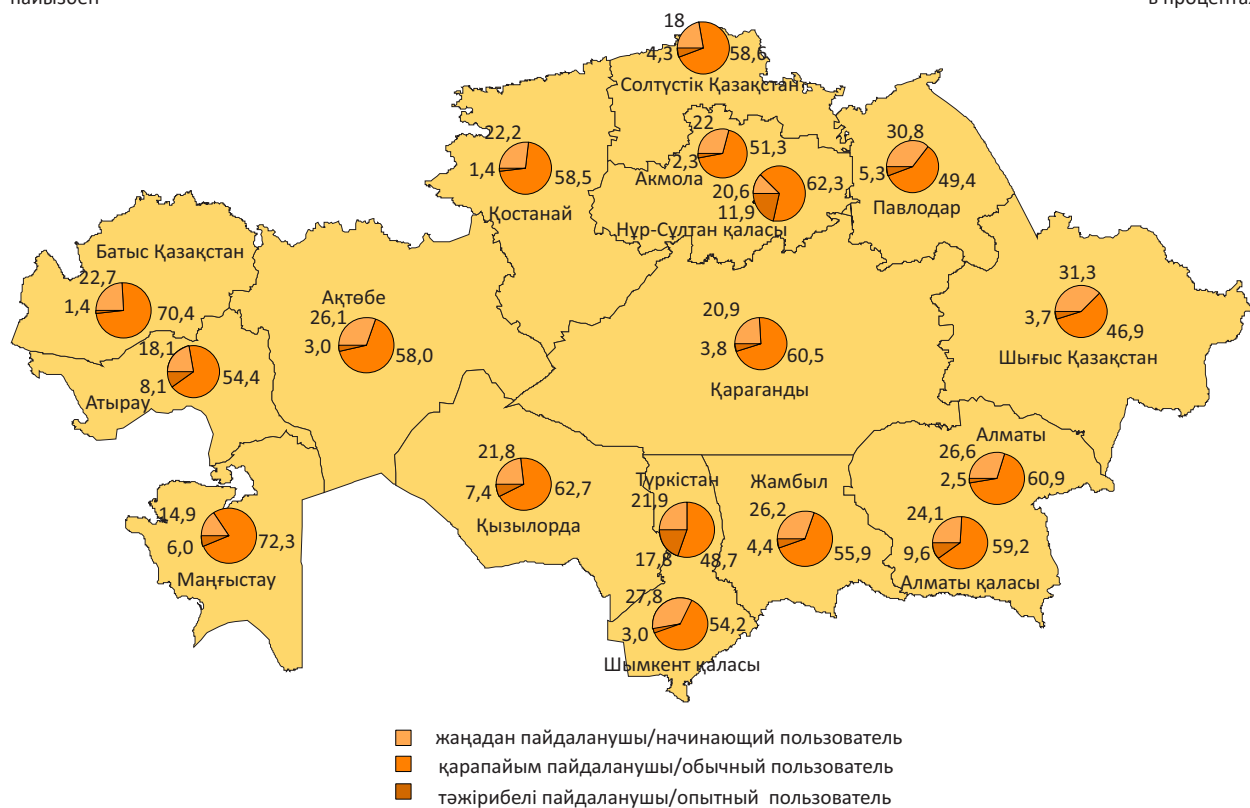 пайызбен
в процентах
18
4,3
58,6
Солтүстік Қазақстан
22,2
1,4
58,5
Қостанай
22
2,3
51,3
Акмола
20,6
62,3
11,9
Нұр-Сұлтан қаласы
30,8
5,3
49,4
Павлодар
Батыс Қазақстан
22,7
1,4
70,4
Ақтөбе
26,1
3,0
58,0
20,9
3,8
60,5
Қараганды
31,3
3,7
46,9
Шығыс Қазақстан
18,1
8,1
54,4
Атырау
21,8
7,4
62,7
Қызылорда
Түркістан
21,9
17,8
48,7
Жамбыл
26,2
4,4
55,9
Алматы
26,6
2,5
60,9
24,1
9,6
59,2
Алматы қаласы
14,9
6,0
72,3
Маңғыстау
27,8
3,0
54,2
Шымкент қаласы
жаңадан пайдаланушы/начинающий пользователь
қарапайым пайдаланушы/обычный пользователь
тәжірибелі пайдаланушы/опытный пользователь